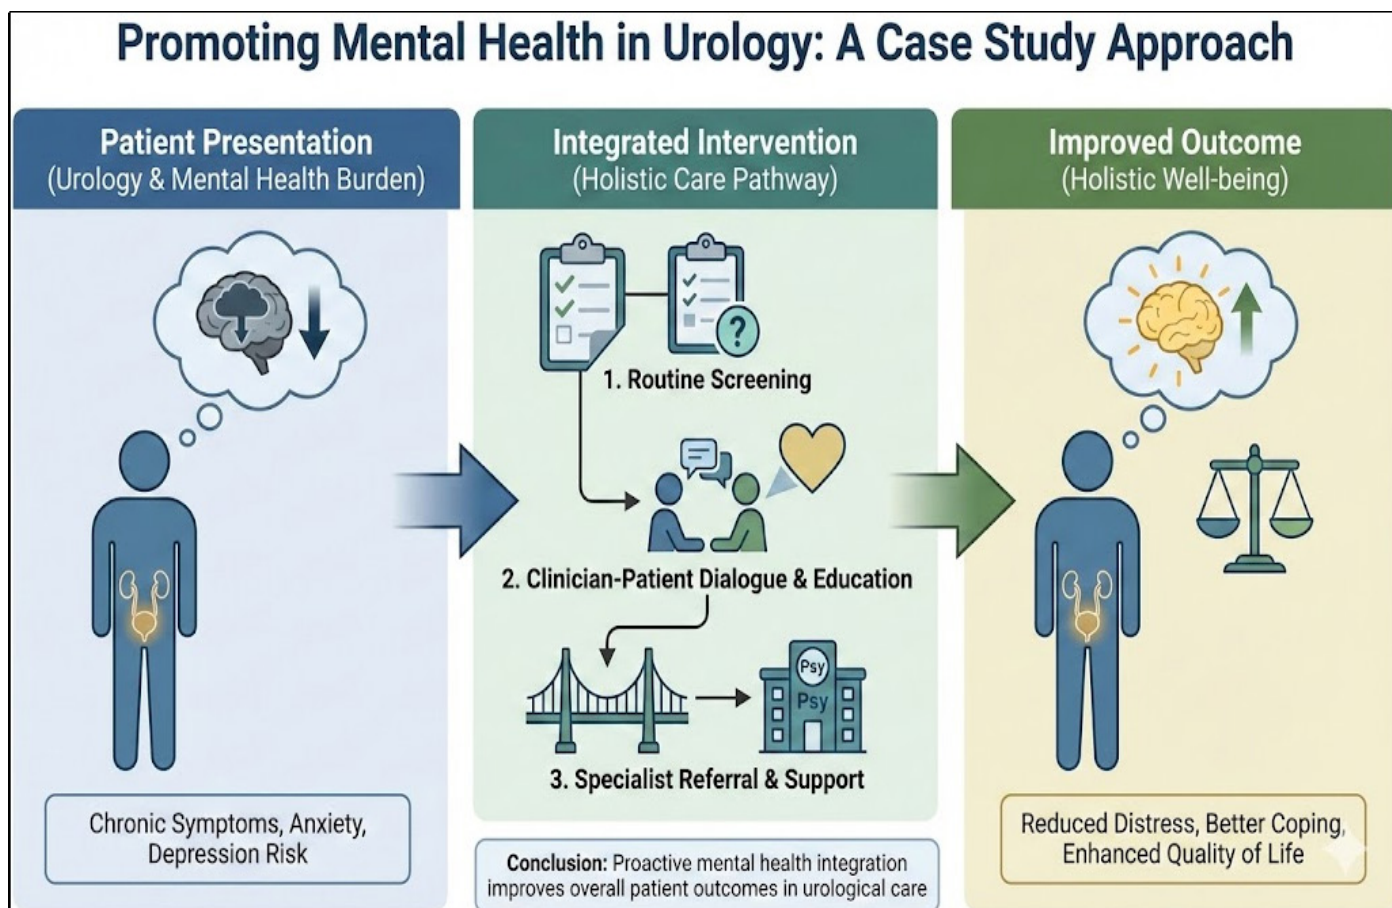 Promoting Mental Health in Urology: A Case Study Approach
Patient Presentation
(Urology & Mental Health Burden)
Chronic Symptoms, Anxiety,
Depression Risk
Integrated Intervention
(Holistic Care Pathway)
?
1. Routine Screening
2. Clinician-Patient Dialogue & Education
Psy
Psy
3. Specialist Referral & Support
Conclusion: Proactive mental health integration
improves overall patient outcomes in urological care
Improved Outcome
(Holistic Well-being)
Reduced Distress, Better Coping,
Enhanced Quality of Life